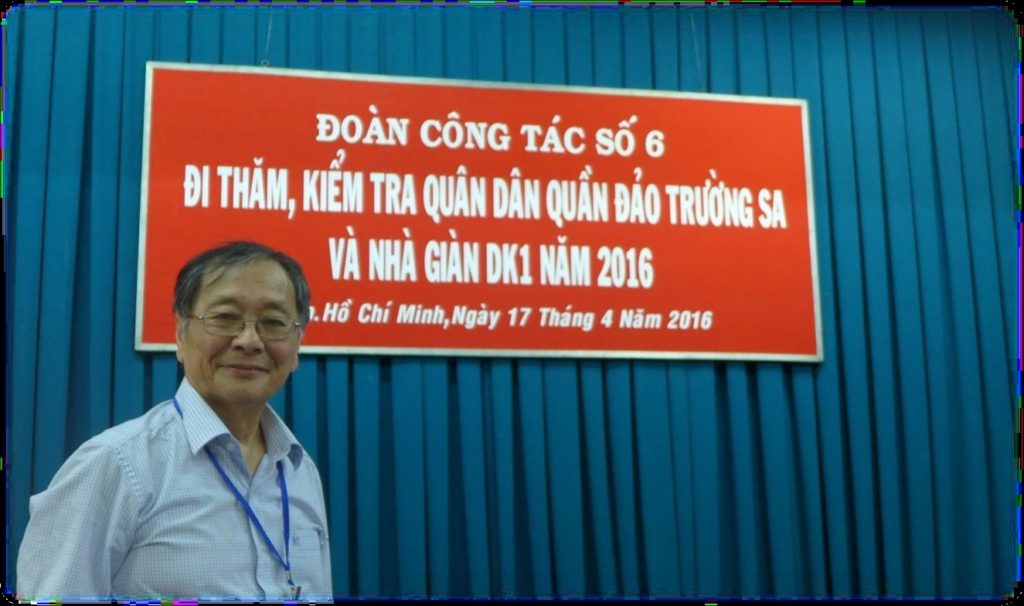 ĐOÀN CÔNG TÁC SỐ 6
ĐI THĂM, KIỂM TRA QUÂN DÂN QUẦN ĐẢO TRƯỜNG SA
VÀ NHÀ GIÀN DK1 NĂM 2016
. Hồ Chí Minh, Ngày 17 Tháng 4 Năm 2016